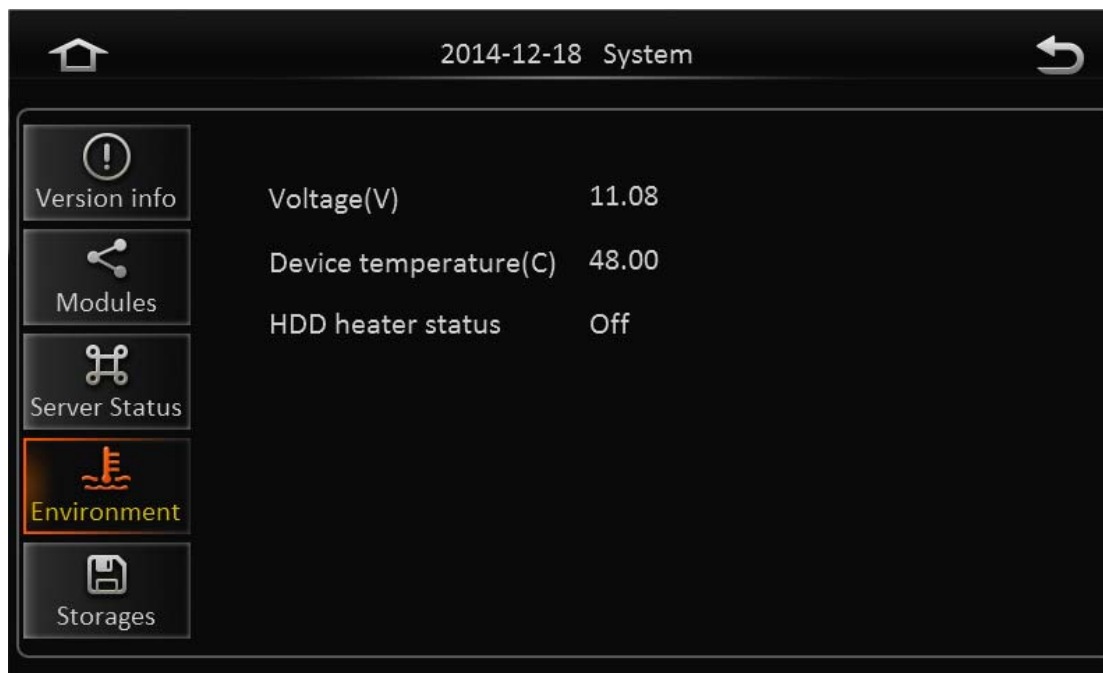 2014-12-18 System
Version info
Modules
Server Status
Environment
Storages
Voltage(V) 11.08
Device temperature(C) 48.00
HDD heater status Off